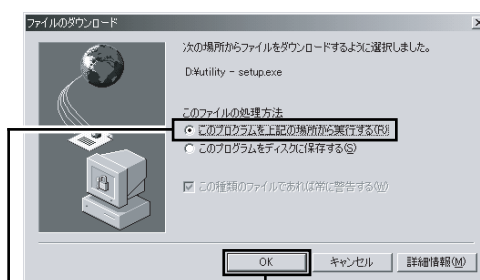 ファイルのダウンロード
次の場所からファイルをダウンロードするように選択しました。
D:¥utility - setup.exe
このファイルの処理方法
このプログラムを上記の場所から実行する(R)
このプログラムをディスクに保存する(S)
この種類のファイルであれば常に警告する(W)
OK
キャンセル
詳細情報(M)